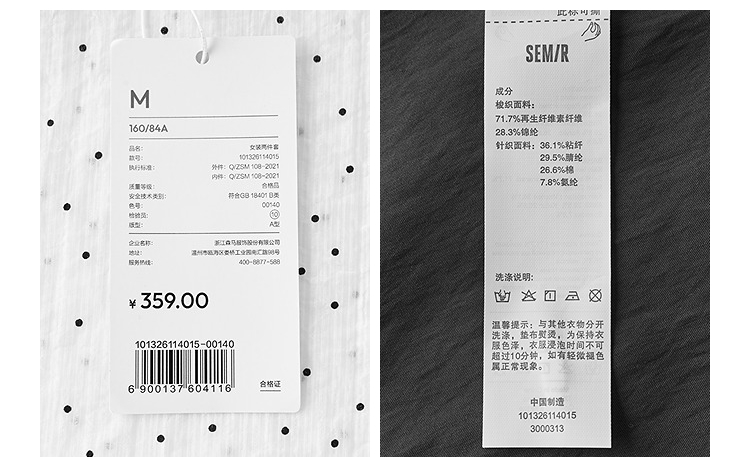 M
160/84A
品名: 女装两件套
款号: 101326114015
执行标准: 外件: Q/ZSM 108-2021
内件: Q/ZSM 108-2021
质量等级: 合格品
安全技术类别: 符合GB 18401 B类
色号: 00140
检验员: 10
版型: A型
企业名称: 浙江森马服饰股份有限公司
地址: 温州市瓯海区娄桥工业园南汇路98号
服务热线: 400-8877-588
¥ 359.00
101326114015-00140
6 900137 604116
合格证
此标可撕
SEM/R
成分
梭织面料:
71.7%再生纤维素纤维
28.3%锦纶
针织面料: 36.1%粘纤
29.5%腈纶
26.6%棉
7.8%氨纶
洗涤说明:
温馨提示: 与其他衣物分开
洗涤, 垫布熨烫, 为保持衣
服色泽, 衣服浸泡时间不可
超过10分钟, 如有轻微褪色
属正常现象。
中国制造
101326114015
3000313